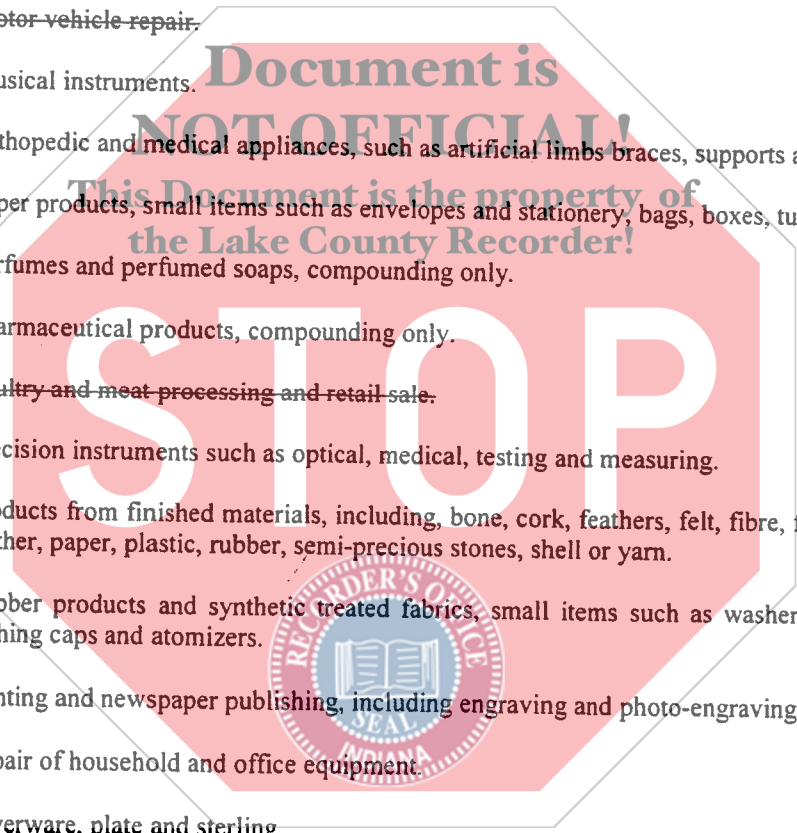 otor vehicle repair.
usical instruments.
thopedic and medical appliances, such as artificial limbs braces, supports a
per products, small items such as envelopes and stationery, bags, boxes, tu
rfumes and perfumed soaps, compounding only.
armaceutical products, compounding only.
ultry and meat processing and retail sale.
cision instruments such as optical, medical, testing and measuring.
ducts from finished materials, including, bone, cork, feathers, felt, fibre, f
ther, paper, plastic, rubber, semi-precious stones, shell or yarn.
ober products and synthetic treated fabrics, small items such as washer
hing caps and atomizers.
nting and newspaper publishing, including engraving and photo-engraving
pair of household and office equipment.
verware, plate and sterling
Document is
NOT OFFICIAL!
This Document is the property of
the Lake County Recorder!
STOP
RECORDER'S OFFICE
SEAL
INDIANA